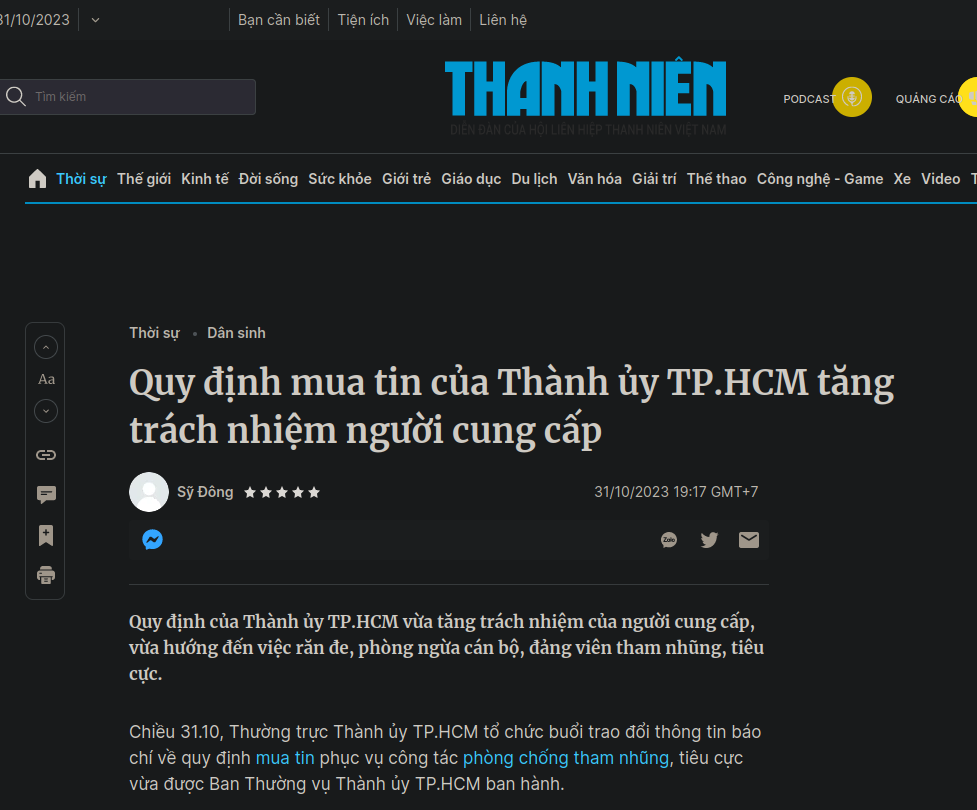 31/10/2023
Bạn cần biết Tiện ích Việc làm Liên hệ
Tìm kiếm
THANH NIÊN
DIỄN ĐÀN CỦA HỘI LIÊN HIỆP THANH NIÊN VIỆT NAM
PODCAST
QUẢNG CÁO
Thời sự Thế giới Kinh tế Đời sống Sức khỏe Giới trẻ Giáo dục Du lịch Văn hóa Giải trí Thể thao Công nghệ - Game Xe Video
Thời sự • Dân sinh
Quy định mua tin của Thành ủy TP.HCM tăng
trách nhiệm người cung cấp
Aa
Sỹ Đông
31/10/2023 19:17 GMT+7
Zalo
Quy định của Thành ủy TP.HCM vừa tăng trách nhiệm của người cung cấp,
vừa hướng đến việc răn đe, phòng ngừa cán bộ, đảng viên tham nhũng, tiêu
cực.
Chiều 31.10, Thường trực Thành ủy TP.HCM tổ chức buổi trao đổi thông tin báo
chí về quy định mua tin phục vụ công tác phòng chống tham nhũng, tiêu cực
vừa được Ban Thường vụ Thành ủy TP.HCM ban hành.